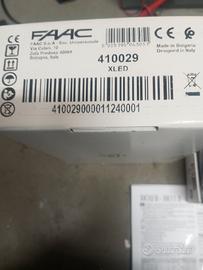 FAAC
FAAC S.p.A. - Soc. Unipersonale
Via Calari, 10
Zola Predosa 40069
Bologna, Italy
Made in Bulgaria
Designed in Italy
410029
XLED
410029000011240001
subito